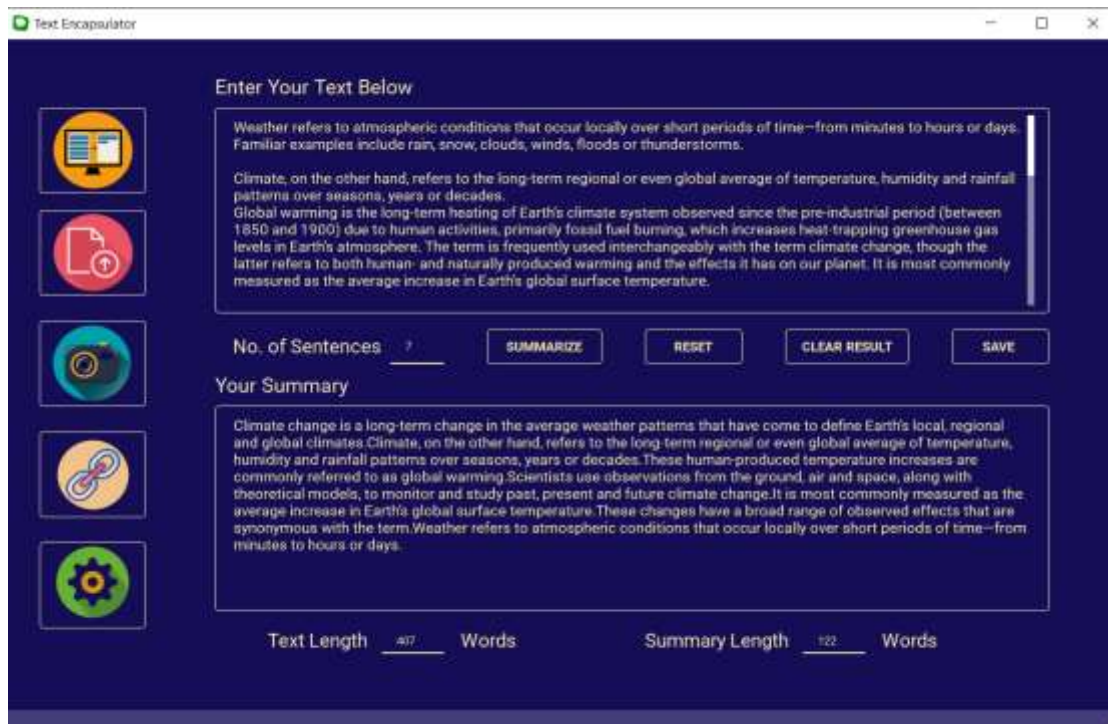 Text Encapsulator
Enter Your Text Below
Weather refers to atmospheric conditions that occur locally over short periods of time—from minutes to hours or days.
Familiar examples include rain, snow, clouds, winds, floods or thunderstorms.
Climate, on the other hand, refers to the long-term regional or even global average of temperature, humidity and rainfall
patterns over seasons, years or decades.
Global warming is the long-term heating of Earth's climate system observed since the pre-industrial period (between
1850 and 1900) due to human activities, primarily fossil fuel burning, which increases heat-trapping greenhouse gas
levels in Earth's atmosphere. The term is frequently used interchangeably with the term climate change, though the
latter refers to both human- and naturally produced warming and the effects it has on our planet. It is most commonly
measured as the average increase in Earth's global surface temperature.
No. of Sentences 7 SUMMARIZE RESET CLEAR RESULT SAVE
Your Summary
Climate change is a long-term change in the average weather patterns that have come to define Earth's local, regional
and global climates.Climate, on the other hand, refers to the long-term regional or even global average of temperature,
humidity and rainfall patterns over seasons, years or decades.These human-produced temperature increases are
commonly referred to as global warming.Scientists use observations from the ground, air and space, along with
theoretical models, to monitor and study past, present and future climate change.It is most commonly measured as the
average increase in Earth's global surface temperature.These changes have a broad range of observed effects that are
synonymous with the term.Weather refers to atmospheric conditions that occur locally over short periods of time—from
minutes to hours or days.
Text Length 407 Words Summary Length 122 Words